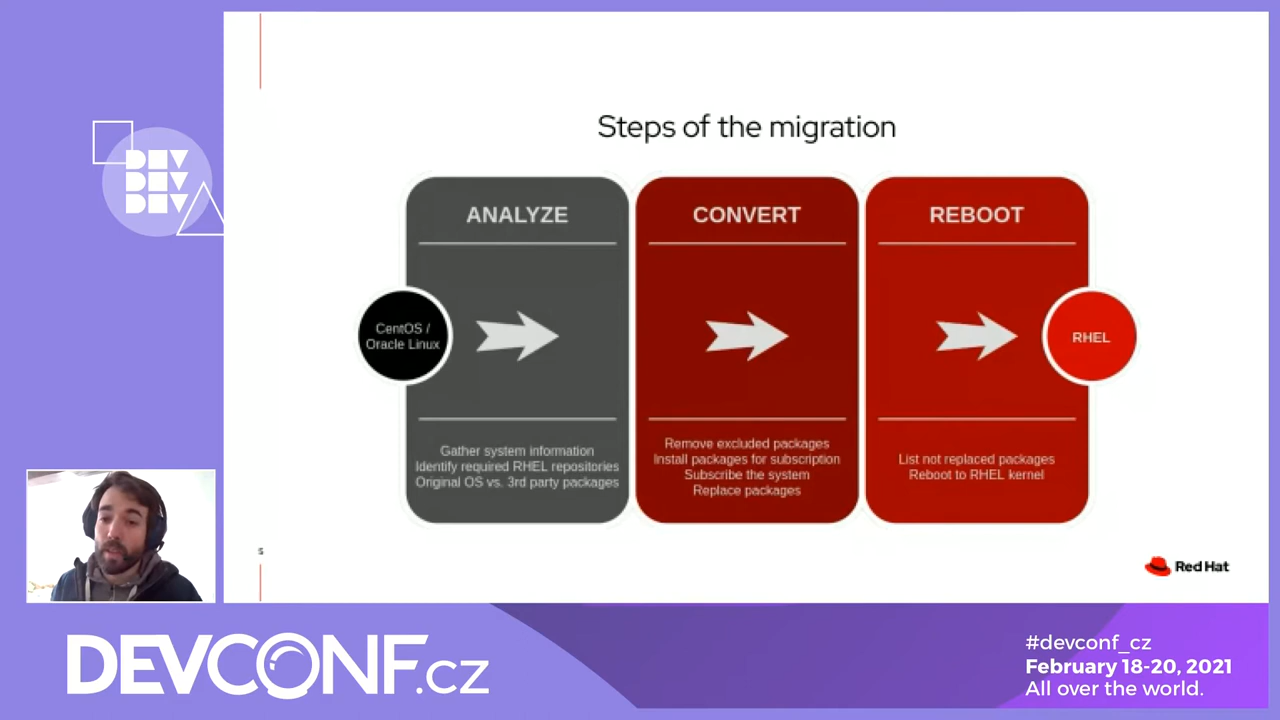 DEV
DEV
DEV
Steps of the migration
ANALYZE
CONVERT
REBOOT
CentOS /
Oracle Linux
RHEL
Gather system information
Identify required RHEL repositories
Original OS vs. 3rd party packages
Remove excluded packages
Install packages for subscription
Subscribe the system
Replace packages
List not replaced packages
Reboot to RHEL kernel
s
Red Hat
DEVCONF.cz
#devconf_cz
February 18-20, 2021
All over the world.